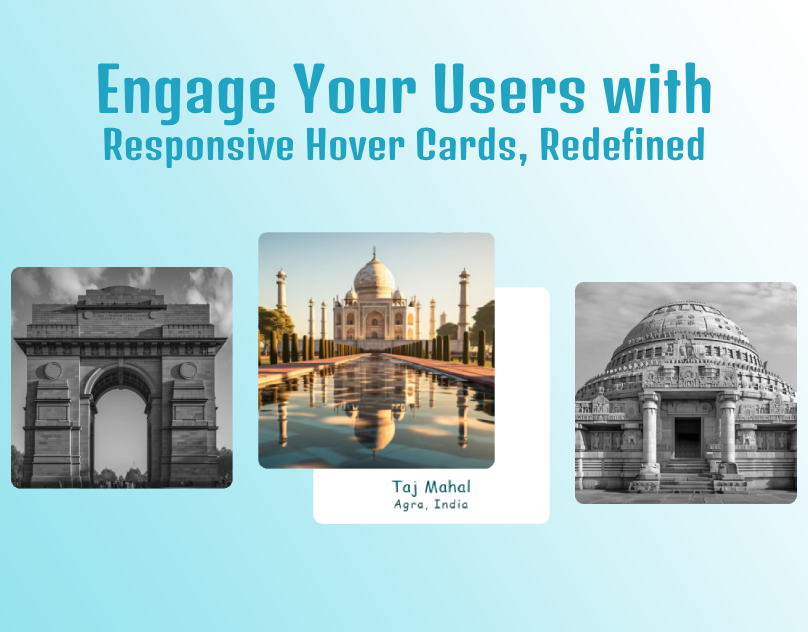 Engage Your Users with
Responsive Hover Cards, Redefined
Taj Mahal
Agra, India